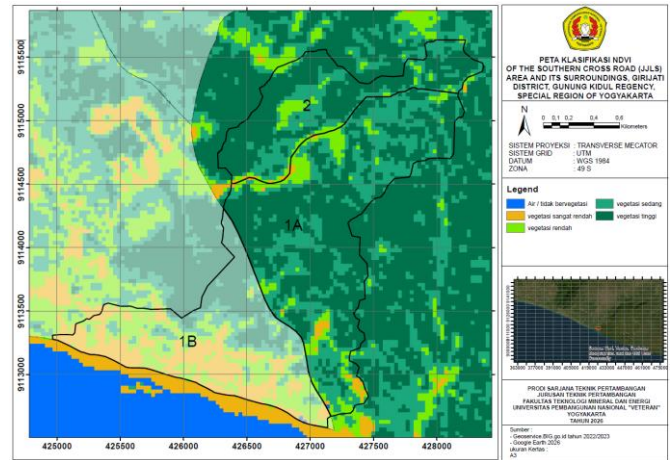 PETA KLASIFIKASI NDVI
OF THE SOUTHERN CROSS ROAD (JJLS)
AREA AND ITS SURROUNDINGS, GIRIJATI
DISTRICT, GUNUNG KIDUL REGENCY,
SPECIAL REGION OF YOGYAKARTA
N
0 0,1 0,2 0,4 0,6
Kilometers
SISTEM PROYEKSI : TRANSVERSE MECATOR
SISTEM GRID : UTM
DATUM : WGS 1984
ZONA : 49 S
Legend
Air / tidak bervegetasi
vegetasi sangat rendah
vegetasi rendah
vegetasi sedang
vegetasi tinggi
PRODI SARJANA TEKNIK PERTAMBANGAN
JURUSAN TEKNIK PERTAMBANGAN
FAKULTAS TEKNOLOGI MINERAL DAN ENERGI
UNIVERSITAS PEMBANGUNAN NASIONAL "VETERAN"
YOGYAKARTA
TAHUN 2026
Sumber :
- Geoservice.BIG.go.id tahun 2022/2023
- Google Earth 2026
ukuran Kertas :
A3
9115500
9115000
9114500
9114000
9113500
9113000
2
1A
1B
425000 425500 426000 426500 427000 427500 428000